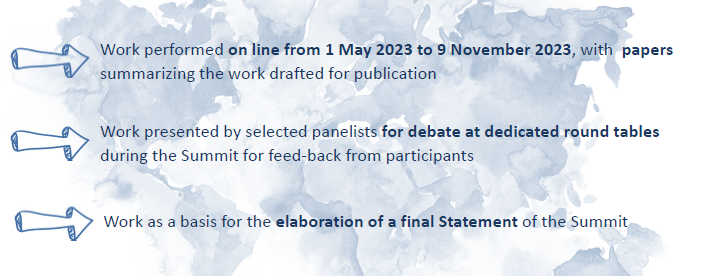 Work performed on line from 1 May 2023 to 9 November 2023, with papers
summarizing the work drafted for publication
Work presented by selected panelists for debate at dedicated round tables
during the Summit for feed-back from participants
Work as a basis for the elaboration of a final Statement of the Summit